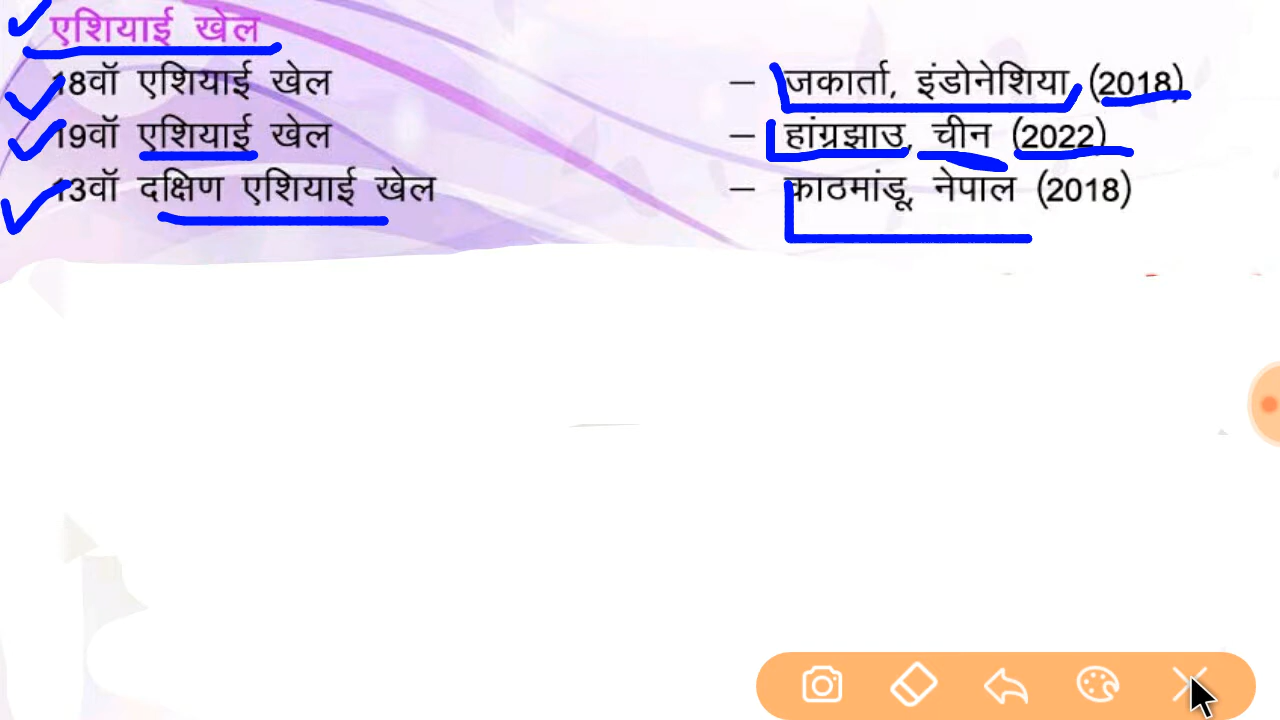 एशियाई खेल
18वॉ एशियाई खेल – जकार्ता, इंडोनेशिया, (2018)
19वॉ एशियाई खेल – हांग्रझाउ, चीन (2022)
13वॉ दक्षिण एशियाई खेल – काठमांडू, नेपाल (2018)